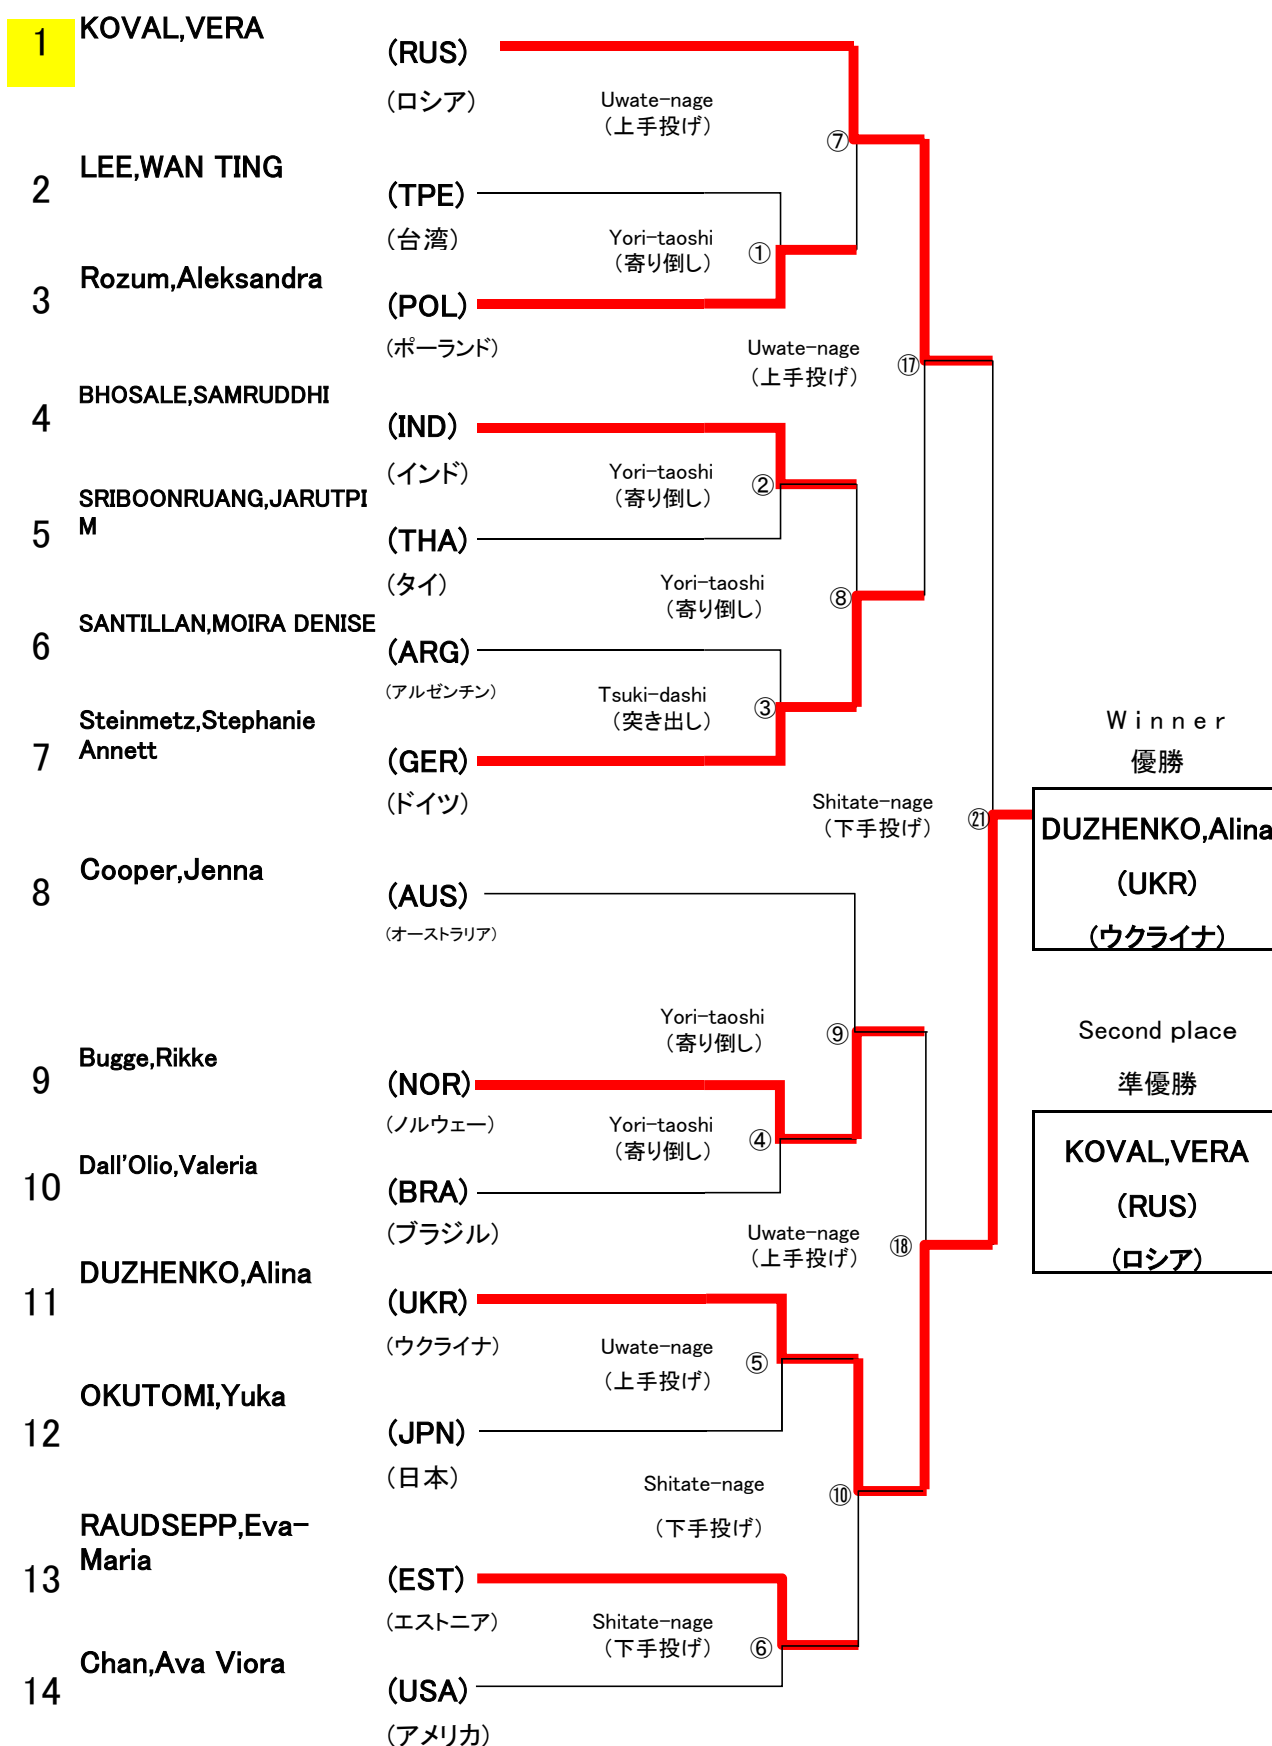 1
KOVAL,VERA
(RUS)
(ロシア)
Uwate-nage
(上手投げ)
⑦
2
LEE,WAN TING
(TPE)
(台湾)
Yori-taoshi
(寄り倒し)
①
3
Rozum,Aleksandra
(POL)
(ポーランド)
Uwate-nage
(上手投げ)
⑰
4
BHOSALE,SAMRUDDHI
(IND)
(インド)
Yori-taoshi
(寄り倒し)
②
5
SRIBOONRUANG,JARUTPI
M
(THA)
(タイ)
Yori-taoshi
(寄り倒し)
⑧
6
SANTILLAN,MOIRA DENISE
(ARG)
(アルゼンチン)
Tsuki-dashi
(突き出し)
③
7
Steinmetz,Stephanie
Annett
(GER)
(ドイツ)
Shitate-nage
(下手投げ)
㉑
Winner
優勝
DUZHENKO,Alina
(UKR)
(ウクライナ)
8
Cooper,Jenna
(AUS)
(オーストラリア)
Yori-taoshi
(寄り倒し)
⑨
Second place
準優勝
KOVAL,VERA
(RUS)
(ロシア)
9
Bugge,Rikke
(NOR)
(ノルウェー)
Yori-taoshi
(寄り倒し)
④
10
Dall'Olio,Valeria
(BRA)
(ブラジル)
Uwate-nage
(上手投げ)
⑱
11
DUZHENKO,Alina
(UKR)
(ウクライナ)
Uwate-nage
(上手投げ)
⑤
12
OKUTOMI,Yuka
(JPN)
(日本)
Shitate-nage
(下手投げ)
⑩
13
RAUDSEPP,Eva-
Maria
(EST)
(エストニア)
Shitate-nage
(下手投げ)
⑥
14
Chan,Ava Viora
(USA)
(アメリカ)